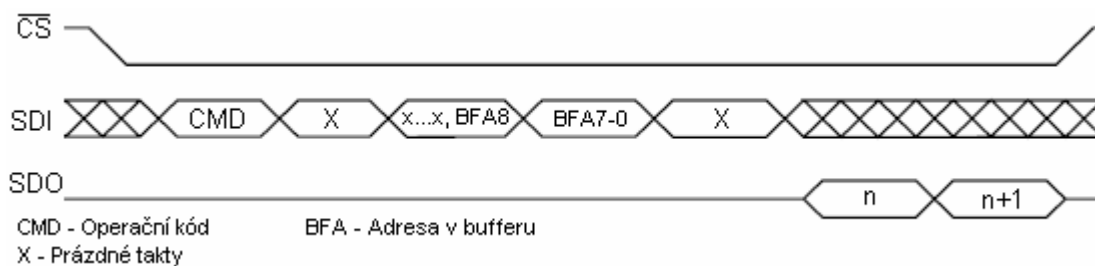 CS
SDI CMD X x...x, BFA8 BFA7-0 X
SDO n n+1
CMD - Operační kód BFA - Adresa v bufferu
X - Prázdné takty